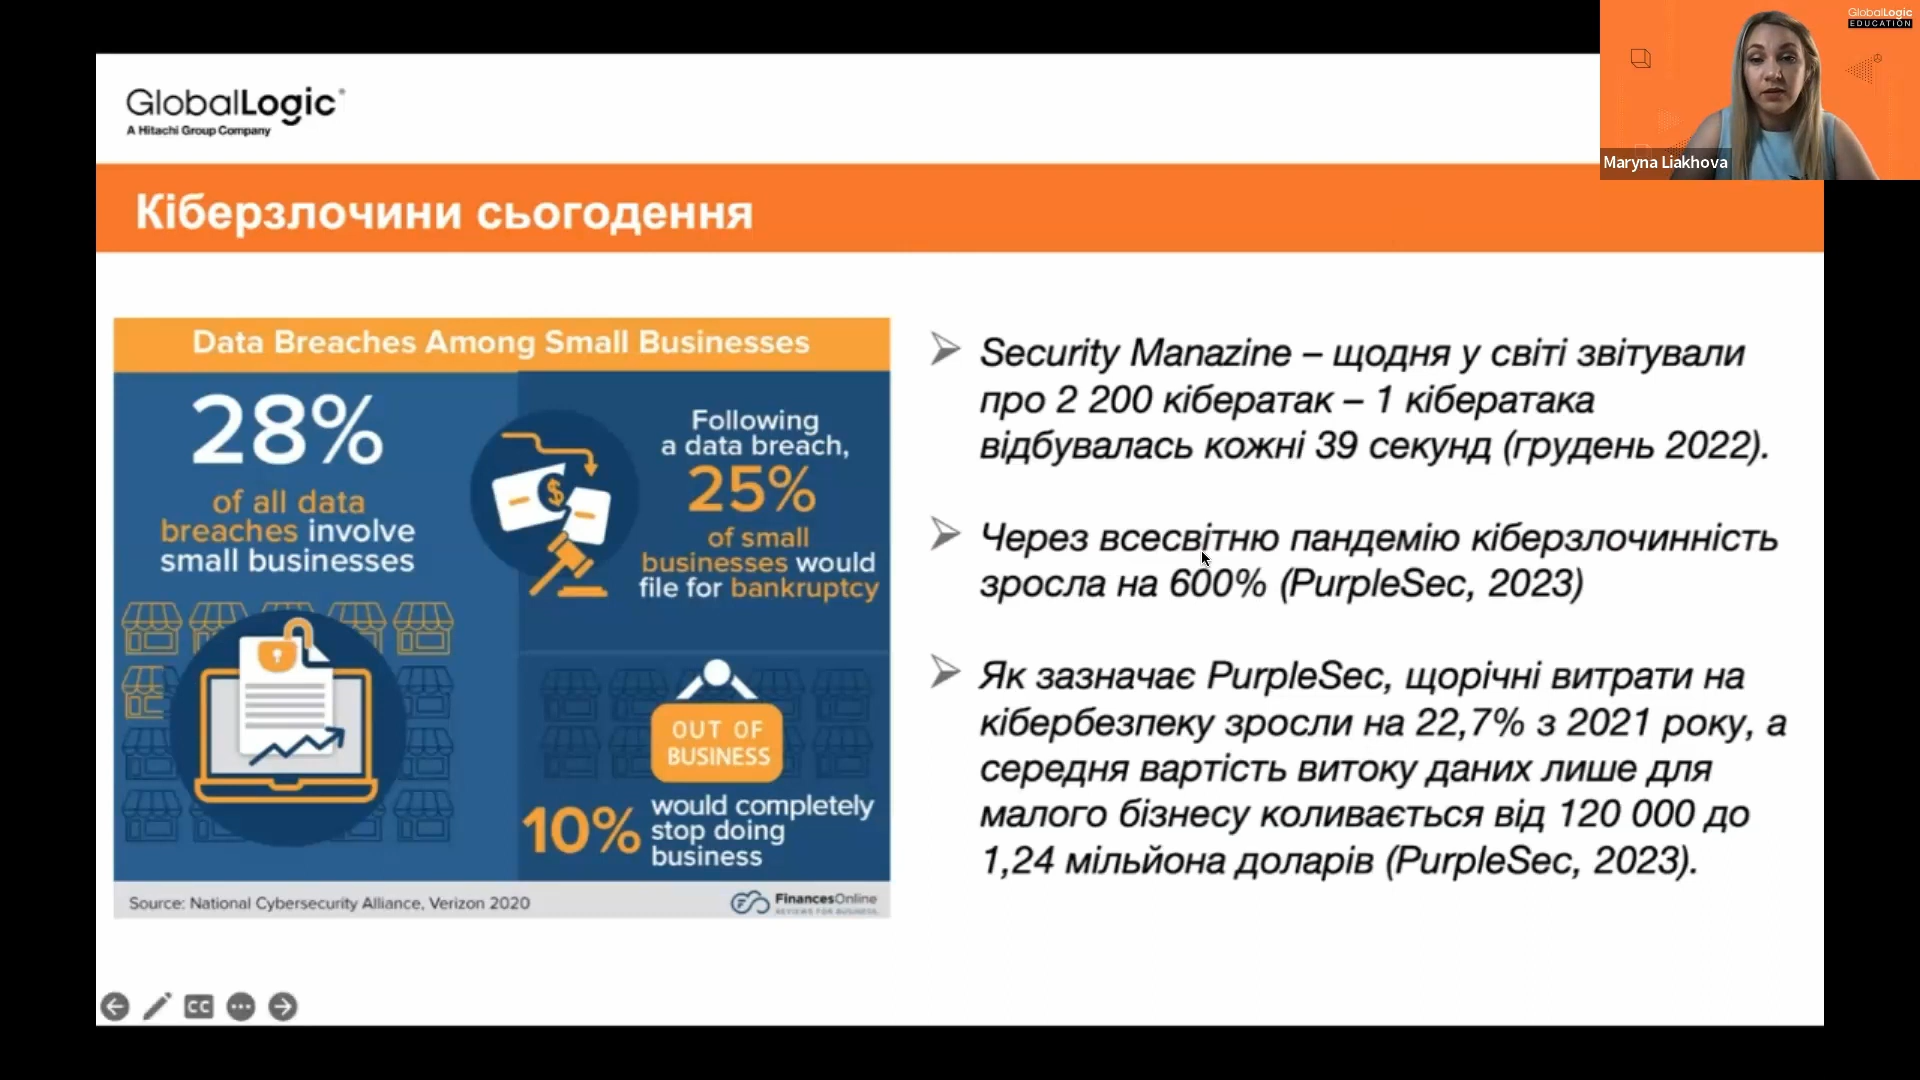 GlobalLogic
A Hitachi Group Company
GlobalLogic
EDUCATION
Maryna Liakhova
Кіберзлочини сьогодення
Data Breaches Among Small Businesses
28%
of all data
breaches involve
small businesses
Following
a data breach,
25%
of small
businesses would
file for bankruptcy
OUT OF
BUSINESS
10%
would completely
stop doing
business
Source: National Cybersecurity Alliance, Verizon 2020
FinancesOnline
REVIEWS FOR BUSINESS
Security Manazine – щодня у світі звітували
про 2 200 кібератак – 1 кібератака
відбувалась кожні 39 секунд (грудень 2022).
Через всесвітню пандемію кіберзлочинність
зросла на 600% (PurpleSec, 2023)
Як зазначає PurpleSec, щорічні витрати на
кібербезпеку зросли на 22,7% з 2021 року, а
середня вартість витоку даних лише для
малого бізнесу коливається від 120 000 до
1,24 мільйона доларів (PurpleSec, 2023).
CC